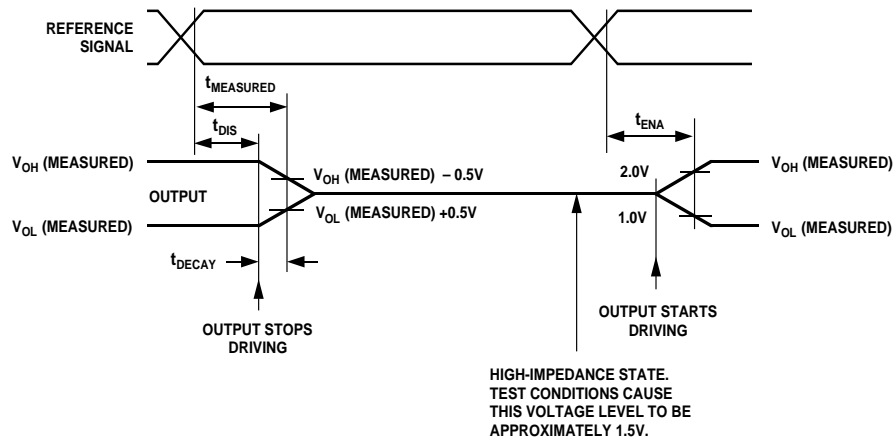 REFERENCE
SIGNAL
tMEASURED
tDIS
tENA
VOH (MEASURED)
VOH (MEASURED) – 0.5V
2.0V
VOH (MEASURED)
OUTPUT
VOL (MEASURED) +0.5V
1.0V
VOL (MEASURED)
VOL (MEASURED)
tDECAY
OUTPUT STOPS
DRIVING
OUTPUT STARTS
DRIVING
HIGH-IMPEDANCE STATE.
TEST CONDITIONS CAUSE
THIS VOLTAGE LEVEL TO BE
APPROXIMATELY 1.5V.